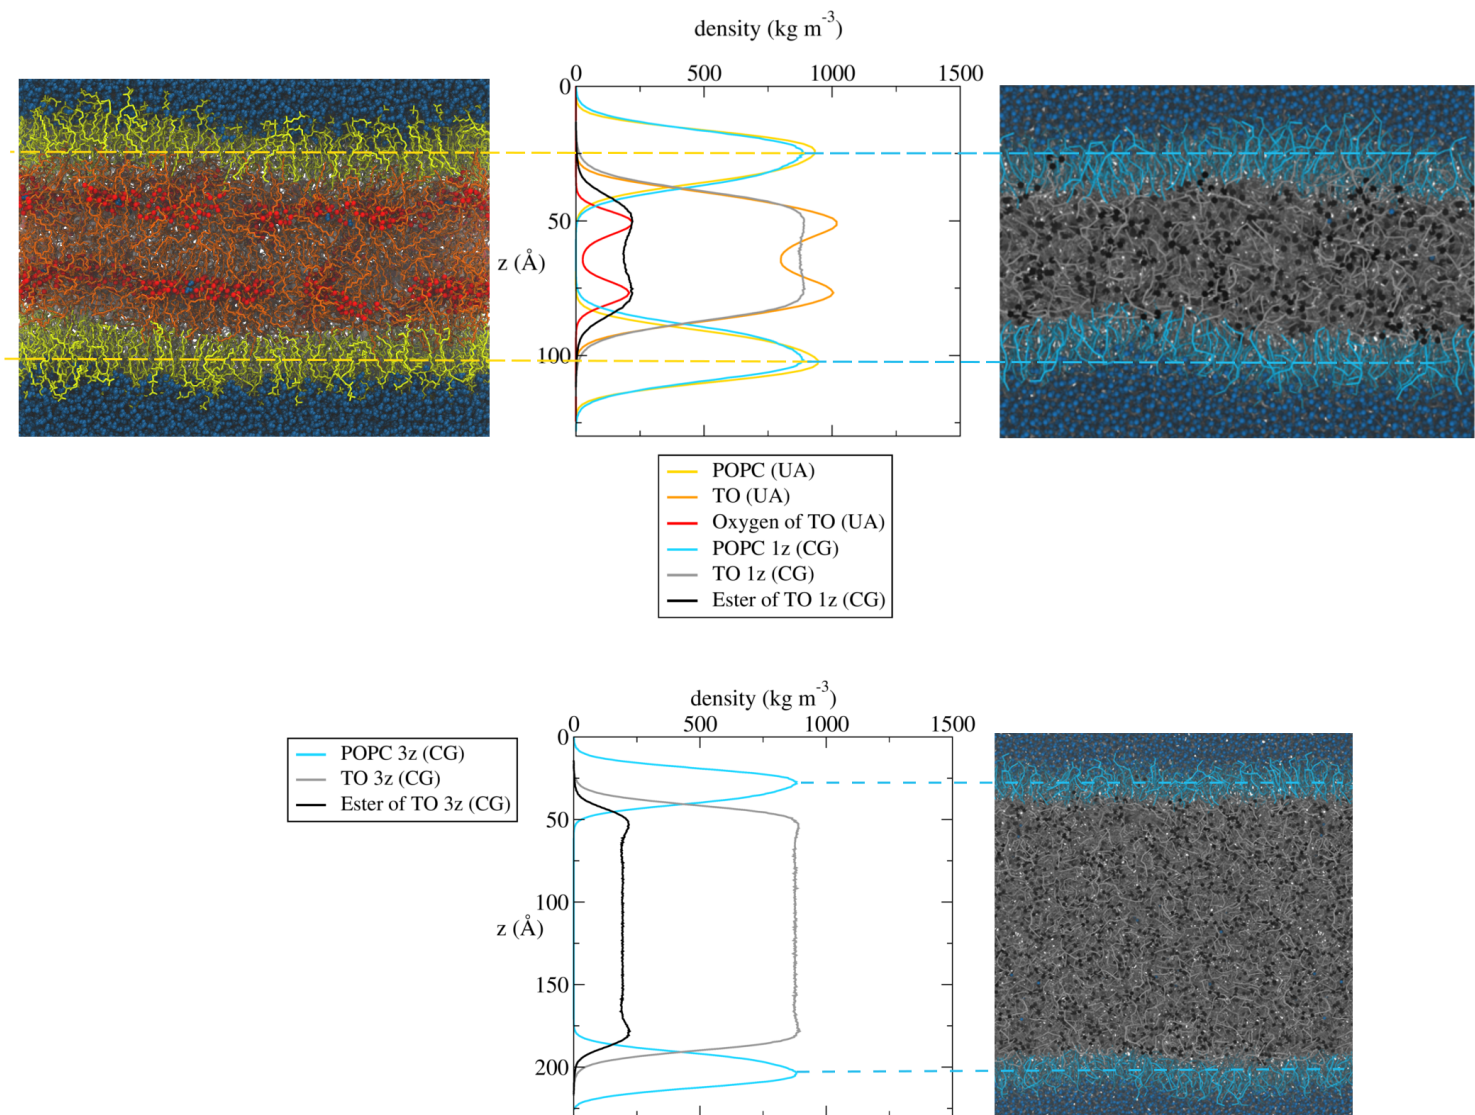 density (kg m-3)
0 500 1000 1500
0
50
z (Å)
100
POPC (UA)
TO (UA)
Oxygen of TO (UA)
POPC 1z (CG)
TO 1z (CG)
Ester of TO 1z (CG)
density (kg m-3)
0 500 1000 1500
POPC 3z (CG)
TO 3z (CG)
Ester of TO 3z (CG)
0
50
100
z (Å)
150
200